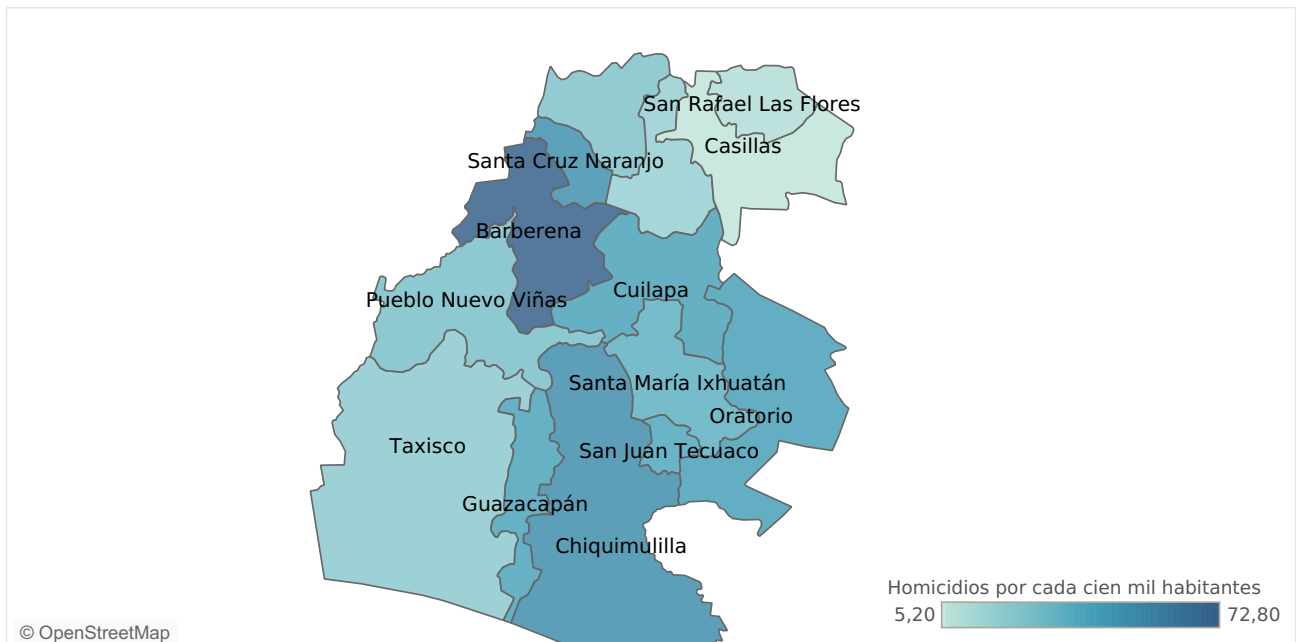 San Rafael Las Flores
Casillas
Santa Cruz Naranjo
Barberena
Cuilapa
Pueblo Nuevo Viñas
Santa María Ixhuatán
Oratorio
Taxisco
San Juan Tecuaco
Guazacapán
Chiquimulilla
Homicidios por cada cien mil habitantes
5,20 72,80
© OpenStreetMap